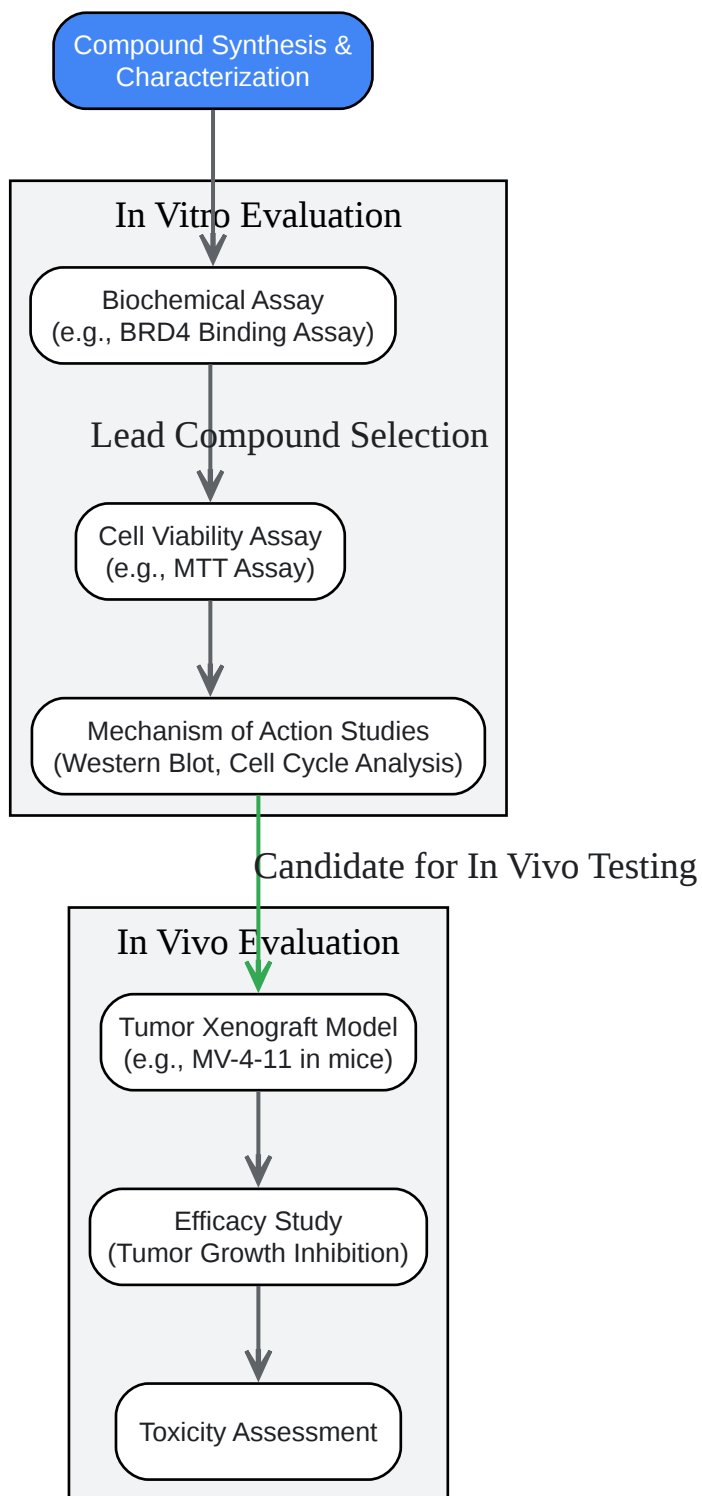 Compound Synthesis &
Characterization
In Vitro Evaluation
Biochemical Assay
(e.g., BRD4 Binding Assay)
Lead Compound Selection
Cell Viability Assay
(e.g., MTT Assay)
Mechanism of Action Studies
(Western Blot, Cell Cycle Analysis)
Candidate for In Vivo Testing
In Vivo Evaluation
Tumor Xenograft Model
(e.g., MV-4-11 in mice)
Efficacy Study
(Tumor Growth Inhibition)
Toxicity Assessment